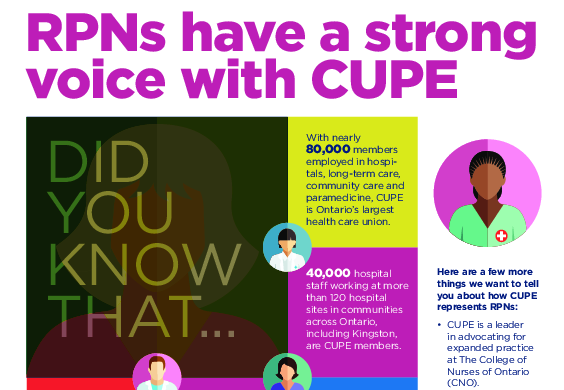 RPNs have a strong
voice with CUPE
DID
YOU
KNOW
THAT...
With nearly
80,000 members
employed in hospi-
tals, long-term care,
community care and
paramedicine, CUPE
is Ontario's largest
health care union.
40,000 hospital
staff working at more
than 120 hospital
sites in communities
across Ontario,
including Kingston,
are CUPE members.
Here are a few more
things we want to tell
you about how CUPE
represents RPNs:
• CUPE is a leader
in advocating for
expanded practice
at The College of
Nurses of Ontario
(CNO).